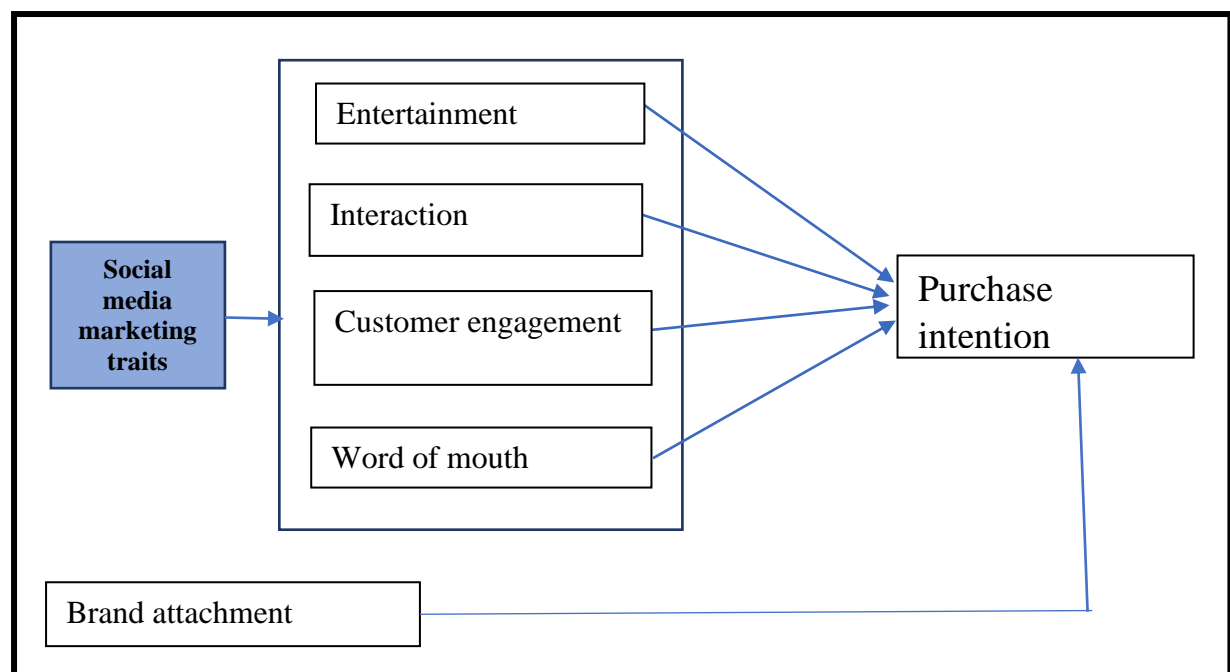 Entertainment
Interaction
Social
media
marketing
traits
Customer engagement
Word of mouth
Purchase
intention
Brand attachment